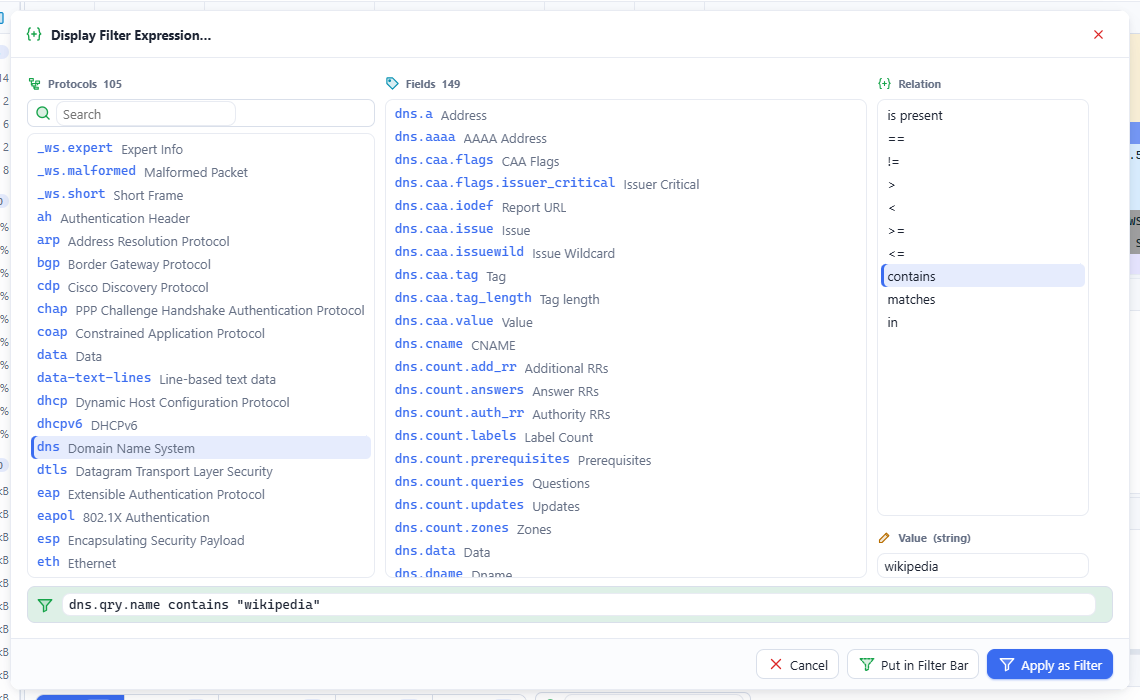 Display Filter Expression...
Protocols 105
Search
_ws.expert Expert Info
_ws.malformed Malformed Packet
_ws.short Short Frame
ah Authentication Header
arp Address Resolution Protocol
bgp Border Gateway Protocol
cdp Cisco Discovery Protocol
chap PPP Challenge Handshake Authentication Protocol
coap Constrained Application Protocol
data Data
data-text-lines Line-based text data
dhcp Dynamic Host Configuration Protocol
dhcpv6 DHCPv6
dns Domain Name System
dtls Datagram Transport Layer Security
eap Extensible Authentication Protocol
eapol 802.1X Authentication
esp Encapsulating Security Payload
eth Ethernet
Fields 149
dns.a Address
dns.aaaa AAAA Address
dns.caa.flags CAA Flags
dns.caa.flags.issuer_critical Issuer Critical
dns.caa.iodef Report URL
dns.caa.issue Issue
dns.caa.issuewild Issue Wildcard
dns.caa.tag Tag
dns.caa.tag_length Tag length
dns.caa.value Value
dns.cname CNAME
dns.count.add_rr Additional RRs
dns.count.answers Answer RRs
dns.count.auth_rr Authority RRs
dns.count.labels Label Count
dns.count.prerequisites Prerequisites
dns.count.queries Questions
dns.count.updates Updates
dns.count.zones Zones
dns.data Data
dns.dname Dname
Relation
is present
==
!=
>
<
>=
<=
contains
matches
in
Value (string)
wikipedia
dns.qry.name contains "wikipedia"
Cancel
Put in Filter Bar
Apply as Filter